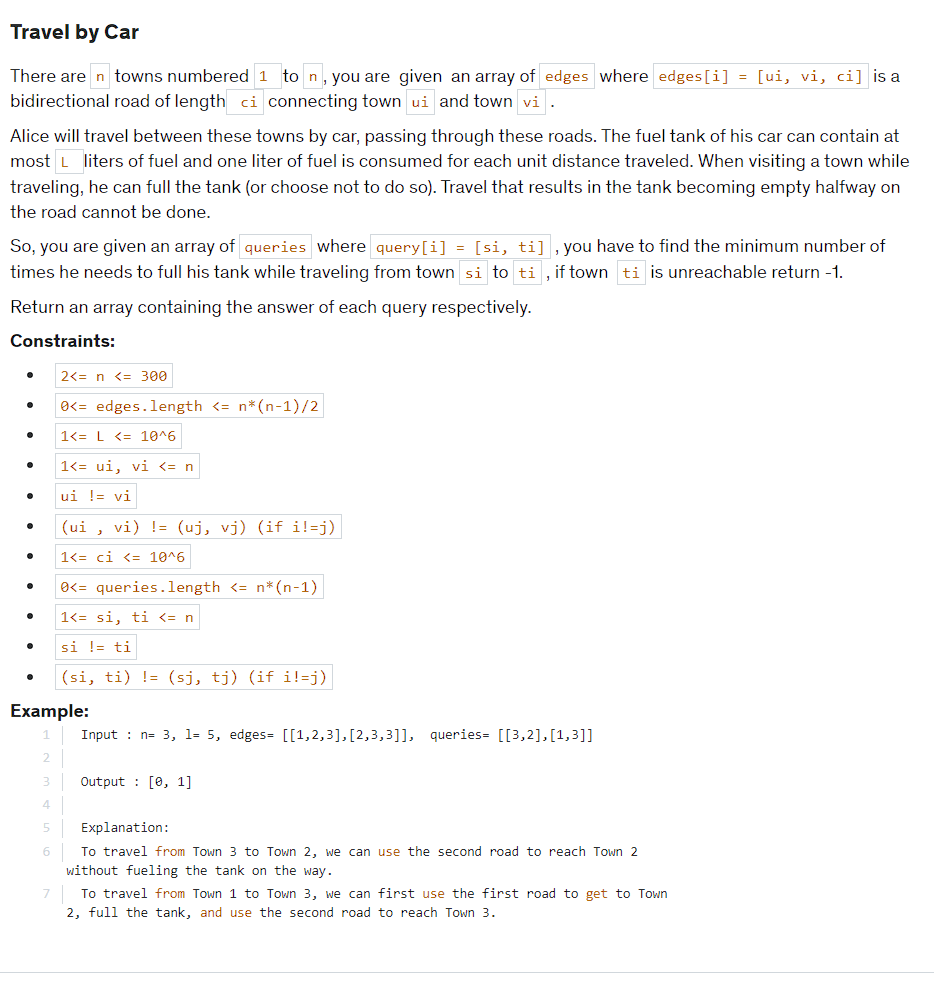 Travel by Car
There are n towns numbered 1 to n, you are given an array of edges where edges[i] = [ui, vi, ci] is a
bidirectional road of length ci connecting town ui and town vi .
Alice will travel between these towns by car, passing through these roads. The fuel tank of his car can contain at
most L liters of fuel and one liter of fuel is consumed for each unit distance traveled. When visiting a town while
traveling, he can full the tank (or choose not to do so). Travel that results in the tank becoming empty halfway on
the road cannot be done.
So, you are given an array of queries where query[i] = [si, ti] , you have to find the minimum number of
times he needs to full his tank while traveling from town si to ti , if town ti is unreachable return -1.
Return an array containing the answer of each query respectively.
Constraints:
• 2<= n <= 300
• 0<= edges.length <= n*(n-1)/2
• 1<= L <= 10^6
• 1<= ui, vi <= n
• ui != vi
• (ui , vi) != (uj, vj) (if i!=j)
• 1<= ci <= 10^6
• 0<= queries.length <= n*(n-1)
• 1<= si, ti <= n
• si != ti
• (si, ti) != (sj, tj) (if i!=j)
Example:
1 Input : n= 3, l= 5, edges= [[1,2,3],[2,3,3]], queries= [[3,2],[1,3]]
2
3 Output : [0, 1]
4
5 Explanation:
6 To travel from Town 3 to Town 2, we can use the second road to reach Town 2
without fueling the tank on the way.
7 To travel from Town 1 to Town 3, we can first use the first road to get to Town
2, full the tank, and use the second road to reach Town 3.